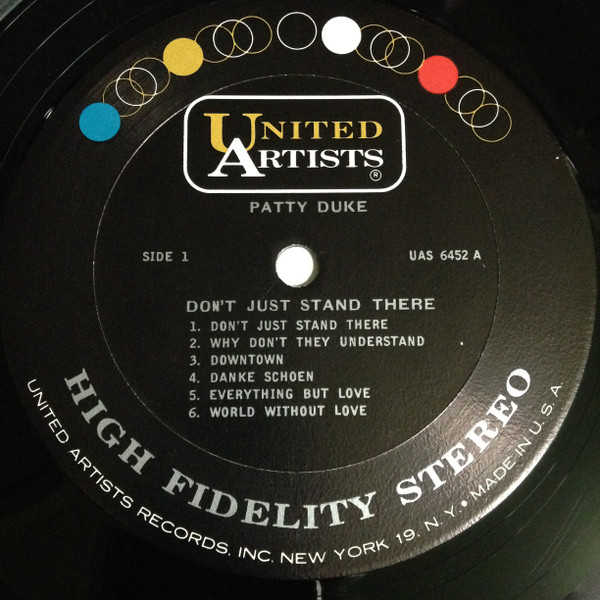 UNITED
ARTISTS
®
PATTY DUKE
SIDE 1
UAS 6452 A
DON'T JUST STAND THERE
1. DON'T JUST STAND THERE
2. WHY DON'T THEY UNDERSTAND
3. DOWNTOWN
4. DANKE SCHOEN
5. EVERYTHING BUT LOVE
6. WORLD WITHOUT LOVE
HIGH FIDELITY STEREO
UNITED ARTISTS RECORDS, INC. NEW YORK 19, N.Y. • MADE IN U.S.A.